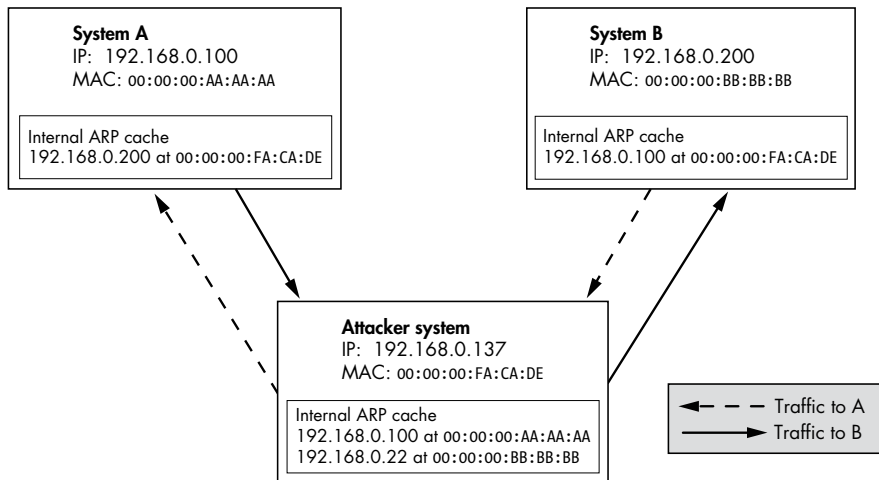 System A
IP: 192.168.0.100
MAC: 00:00:00:AA:AA:AA
Internal ARP cache
192.168.0.200 at 00:00:00:FA:CA:DE
System B
IP: 192.168.0.200
MAC: 00:00:00:BB:BB:BB
Internal ARP cache
192.168.0.100 at 00:00:00:FA:CA:DE
Attacker system
IP: 192.168.0.137
MAC: 00:00:00:FA:CA:DE
Internal ARP cache
192.168.0.100 at 00:00:00:AA:AA:AA
192.168.0.22 at 00:00:00:BB:BB:BB
Traffic to A
Traffic to B